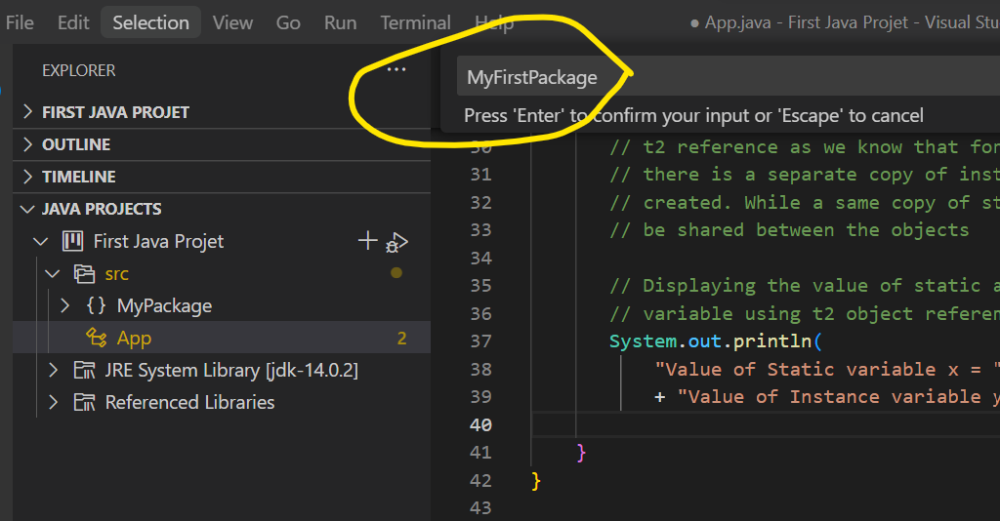 File Edit Selection View Go Run Terminal Help ● App.java - First Java Projet - Visual Stu
EXPLORER ...
MyFirstPackage
Press 'Enter' to confirm your input or 'Escape' to cancel
FIRST JAVA PROJET
OUTLINE
TIMELINE
JAVA PROJECTS
First Java Projet
src
{} MyPackage
App 2
JRE System Library [jdk-14.0.2]
Referenced Libraries
30 // t2 reference as we know that for
31 // there is a separate copy of inst
32 // created. While a same copy of st
33 // be shared between the objects
34
35 // Displaying the value of static a
36 // variable using t2 object referen
37 System.out.println(
38 "Value of Static variable x = "
39 + "Value of Instance variable y
40
41 }
42 }
43